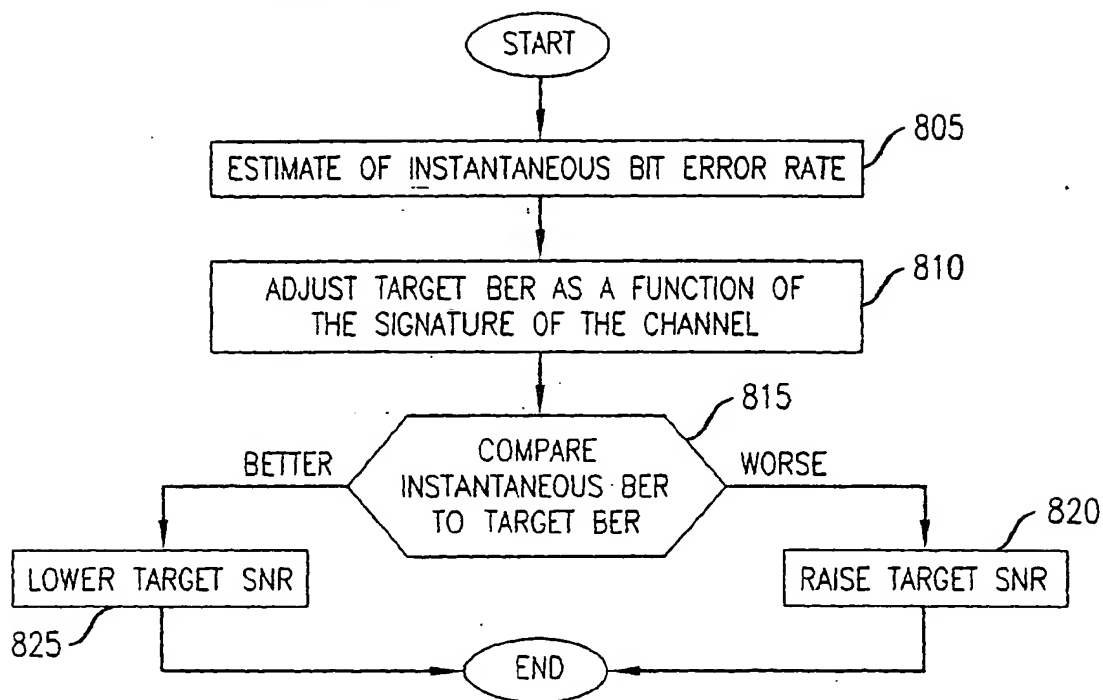 START
805
ESTIMATE OF INSTANTANEOUS BIT ERROR RATE
810
ADJUST TARGET BER AS A FUNCTION OF
THE SIGNATURE OF THE CHANNEL
815
COMPARE
INSTANTANEOUS BER
TO TARGET BER
BETTER
WORSE
820
LOWER TARGET SNR
RAISE TARGET SNR
825
END